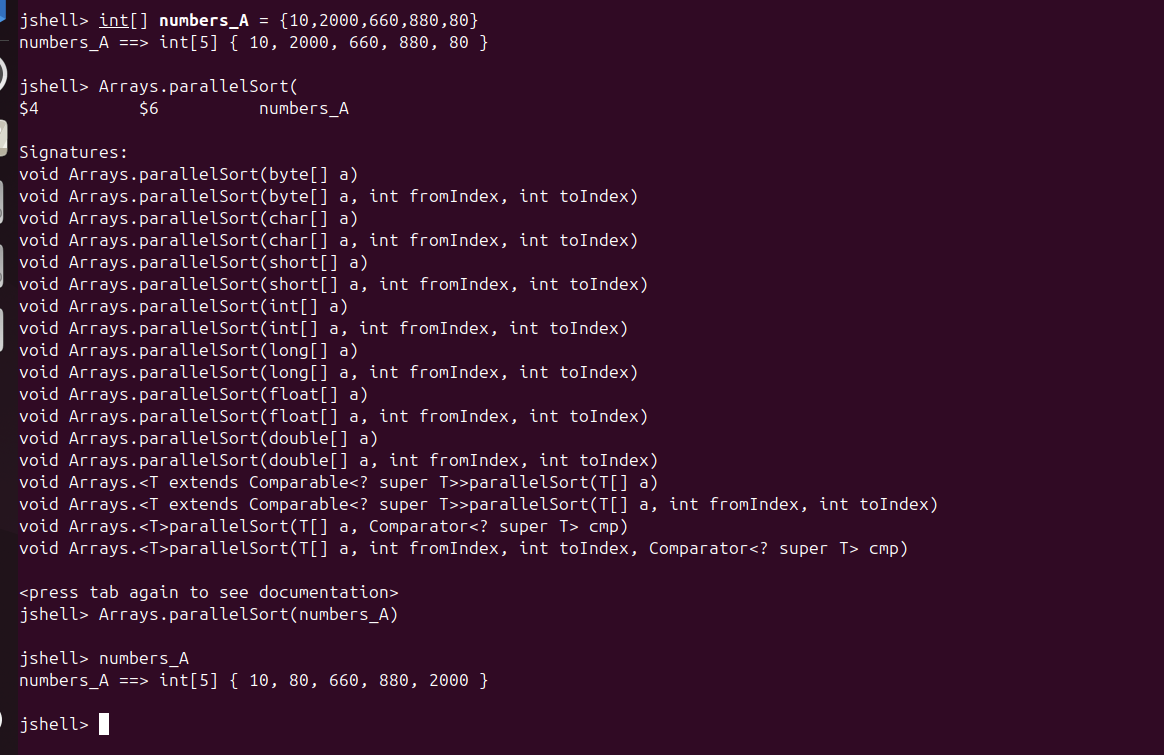 jshell> int[] numbers_A = {10,2000,660,880,80}
numbers_A ==> int[5] { 10, 2000, 660, 880, 80 }
jshell> Arrays.parallelSort(
$4 $6 numbers_A
Signatures:
void Arrays.parallelSort(byte[] a)
void Arrays.parallelSort(byte[] a, int fromIndex, int toIndex)
void Arrays.parallelSort(char[] a)
void Arrays.parallelSort(char[] a, int fromIndex, int toIndex)
void Arrays.parallelSort(short[] a)
void Arrays.parallelSort(short[] a, int fromIndex, int toIndex)
void Arrays.parallelSort(int[] a)
void Arrays.parallelSort(int[] a, int fromIndex, int toIndex)
void Arrays.parallelSort(long[] a)
void Arrays.parallelSort(long[] a, int fromIndex, int toIndex)
void Arrays.parallelSort(float[] a)
void Arrays.parallelSort(float[] a, int fromIndex, int toIndex)
void Arrays.parallelSort(double[] a)
void Arrays.parallelSort(double[] a, int fromIndex, int toIndex)
void Arrays.<T extends Comparable<? super T>>parallelSort(T[] a)
void Arrays.<T extends Comparable<? super T>>parallelSort(T[] a, int fromIndex, int toIndex)
void Arrays.<T>parallelSort(T[] a, Comparator<? super T> cmp)
void Arrays.<T>parallelSort(T[] a, int fromIndex, int toIndex, Comparator<? super T> cmp)
<press tab again to see documentation>
jshell> Arrays.parallelSort(numbers_A)
jshell> numbers_A
numbers_A ==> int[5] { 10, 80, 660, 880, 2000 }
jshell>